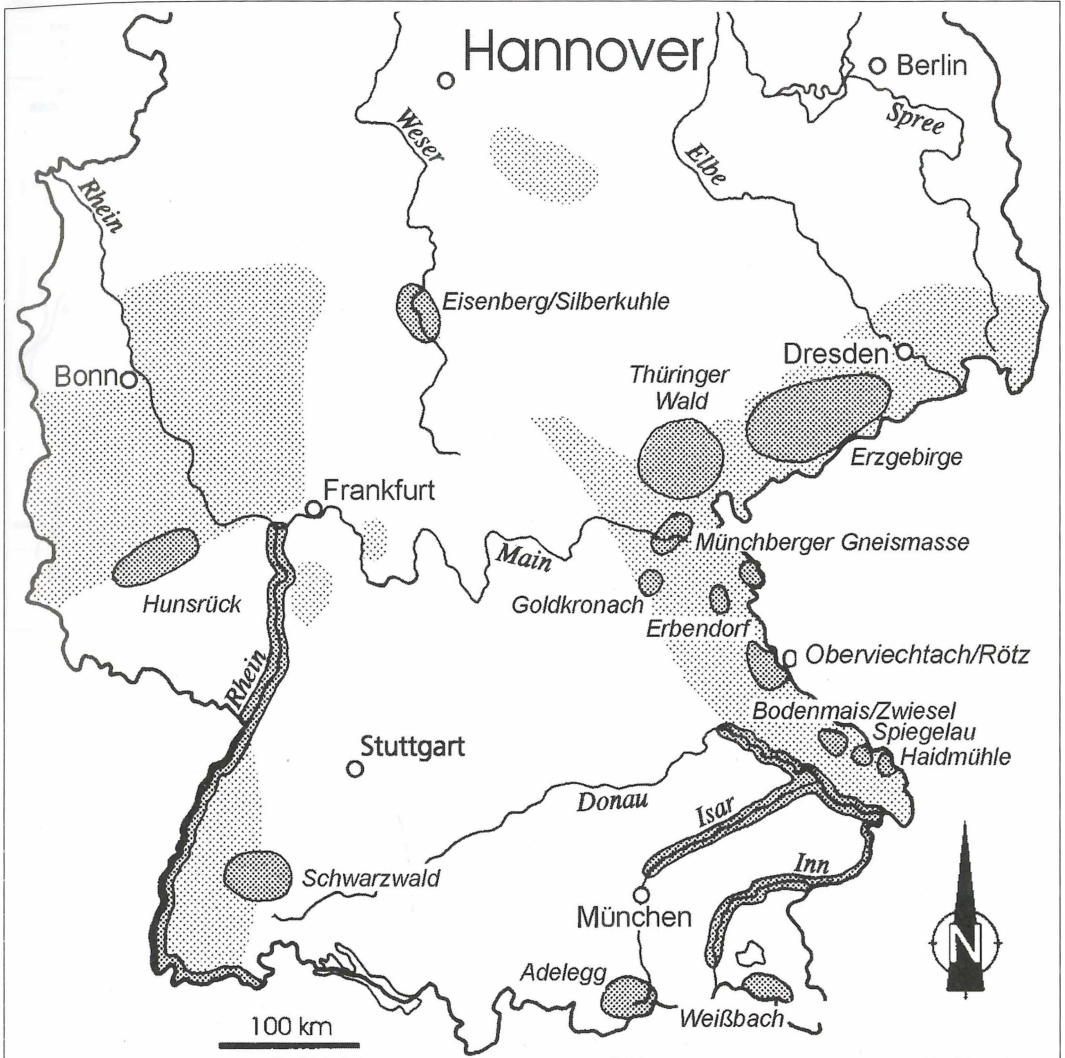 Hannover
Berlin
Weser
Elbe
Spree
Rhein
Eisenberg/Silberkuhle
Dresden
Bonn
Thüringer
Wald
Erzgebirge
Frankfurt
Main
Münchberger Gneismasse
Hunsrück
Goldkronach
Erbendorf
Oberviechtach/Rötz
Rhein
Bodenmais/Zwiesel
Spiegelau
Haidmühle
Stuttgart
Donau
Isar
Inn
Schwarzwald
München
Adelegg
Weißbach
N
100 km